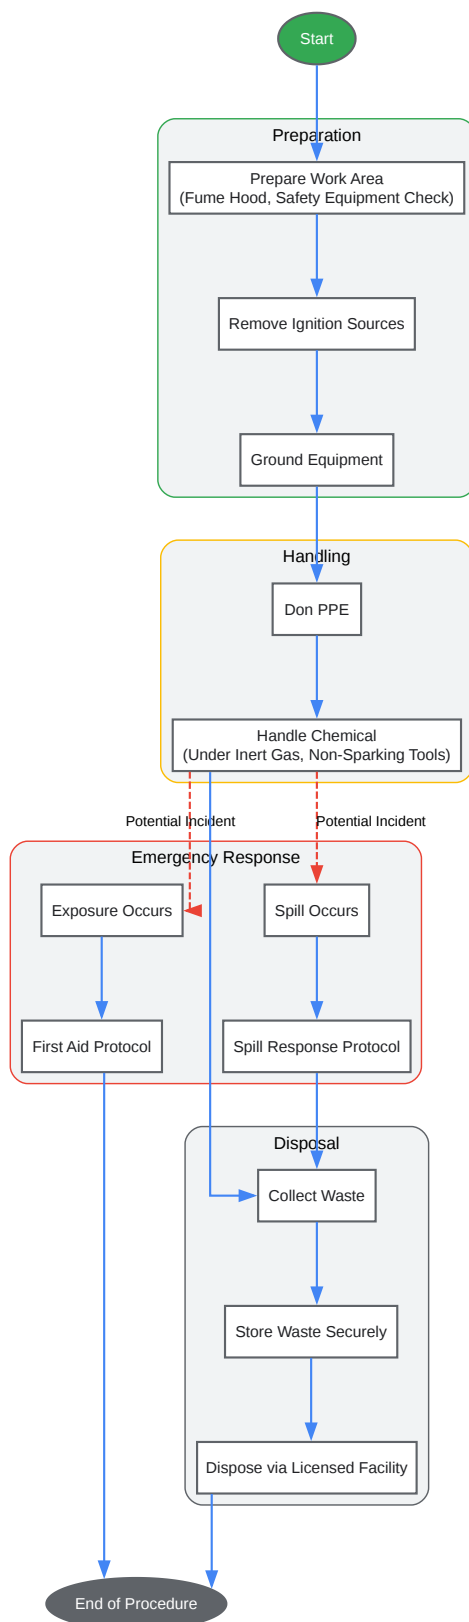 Start
Preparation
Prepare Work Area
(Fume Hood, Safety Equipment Check)
Remove Ignition Sources
Ground Equipment
Handling
Don PPE
Handle Chemical
(Under Inert Gas, Non-Sparking Tools)
Potential Incident
Potential Incident
Emergency Response
Exposure Occurs
Spill Occurs
First Aid Protocol
Spill Response Protocol
Disposal
Collect Waste
Store Waste Securely
Dispose via Licensed Facility
End of Procedure